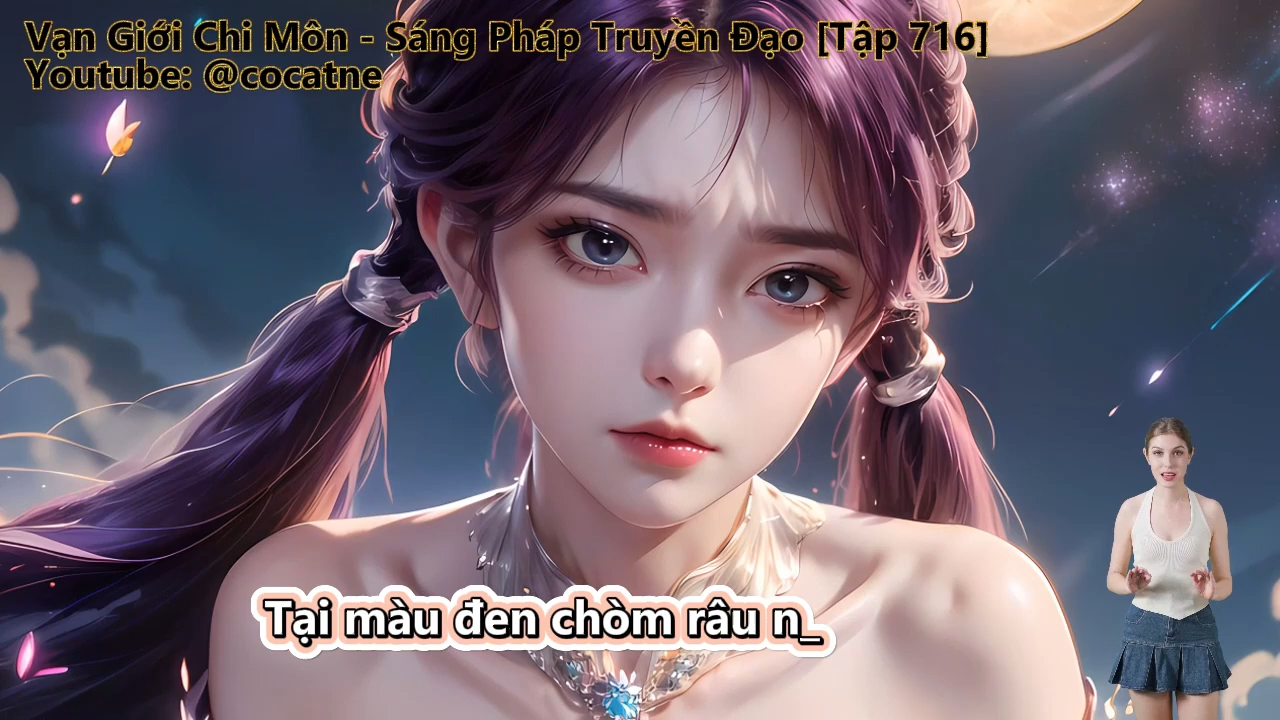 Vạn Giới Chi Môn - Sáng Pháp Truyền Đạo [Tập 716]
Youtube: @cocatne
Tại màu đen chòm râu n_